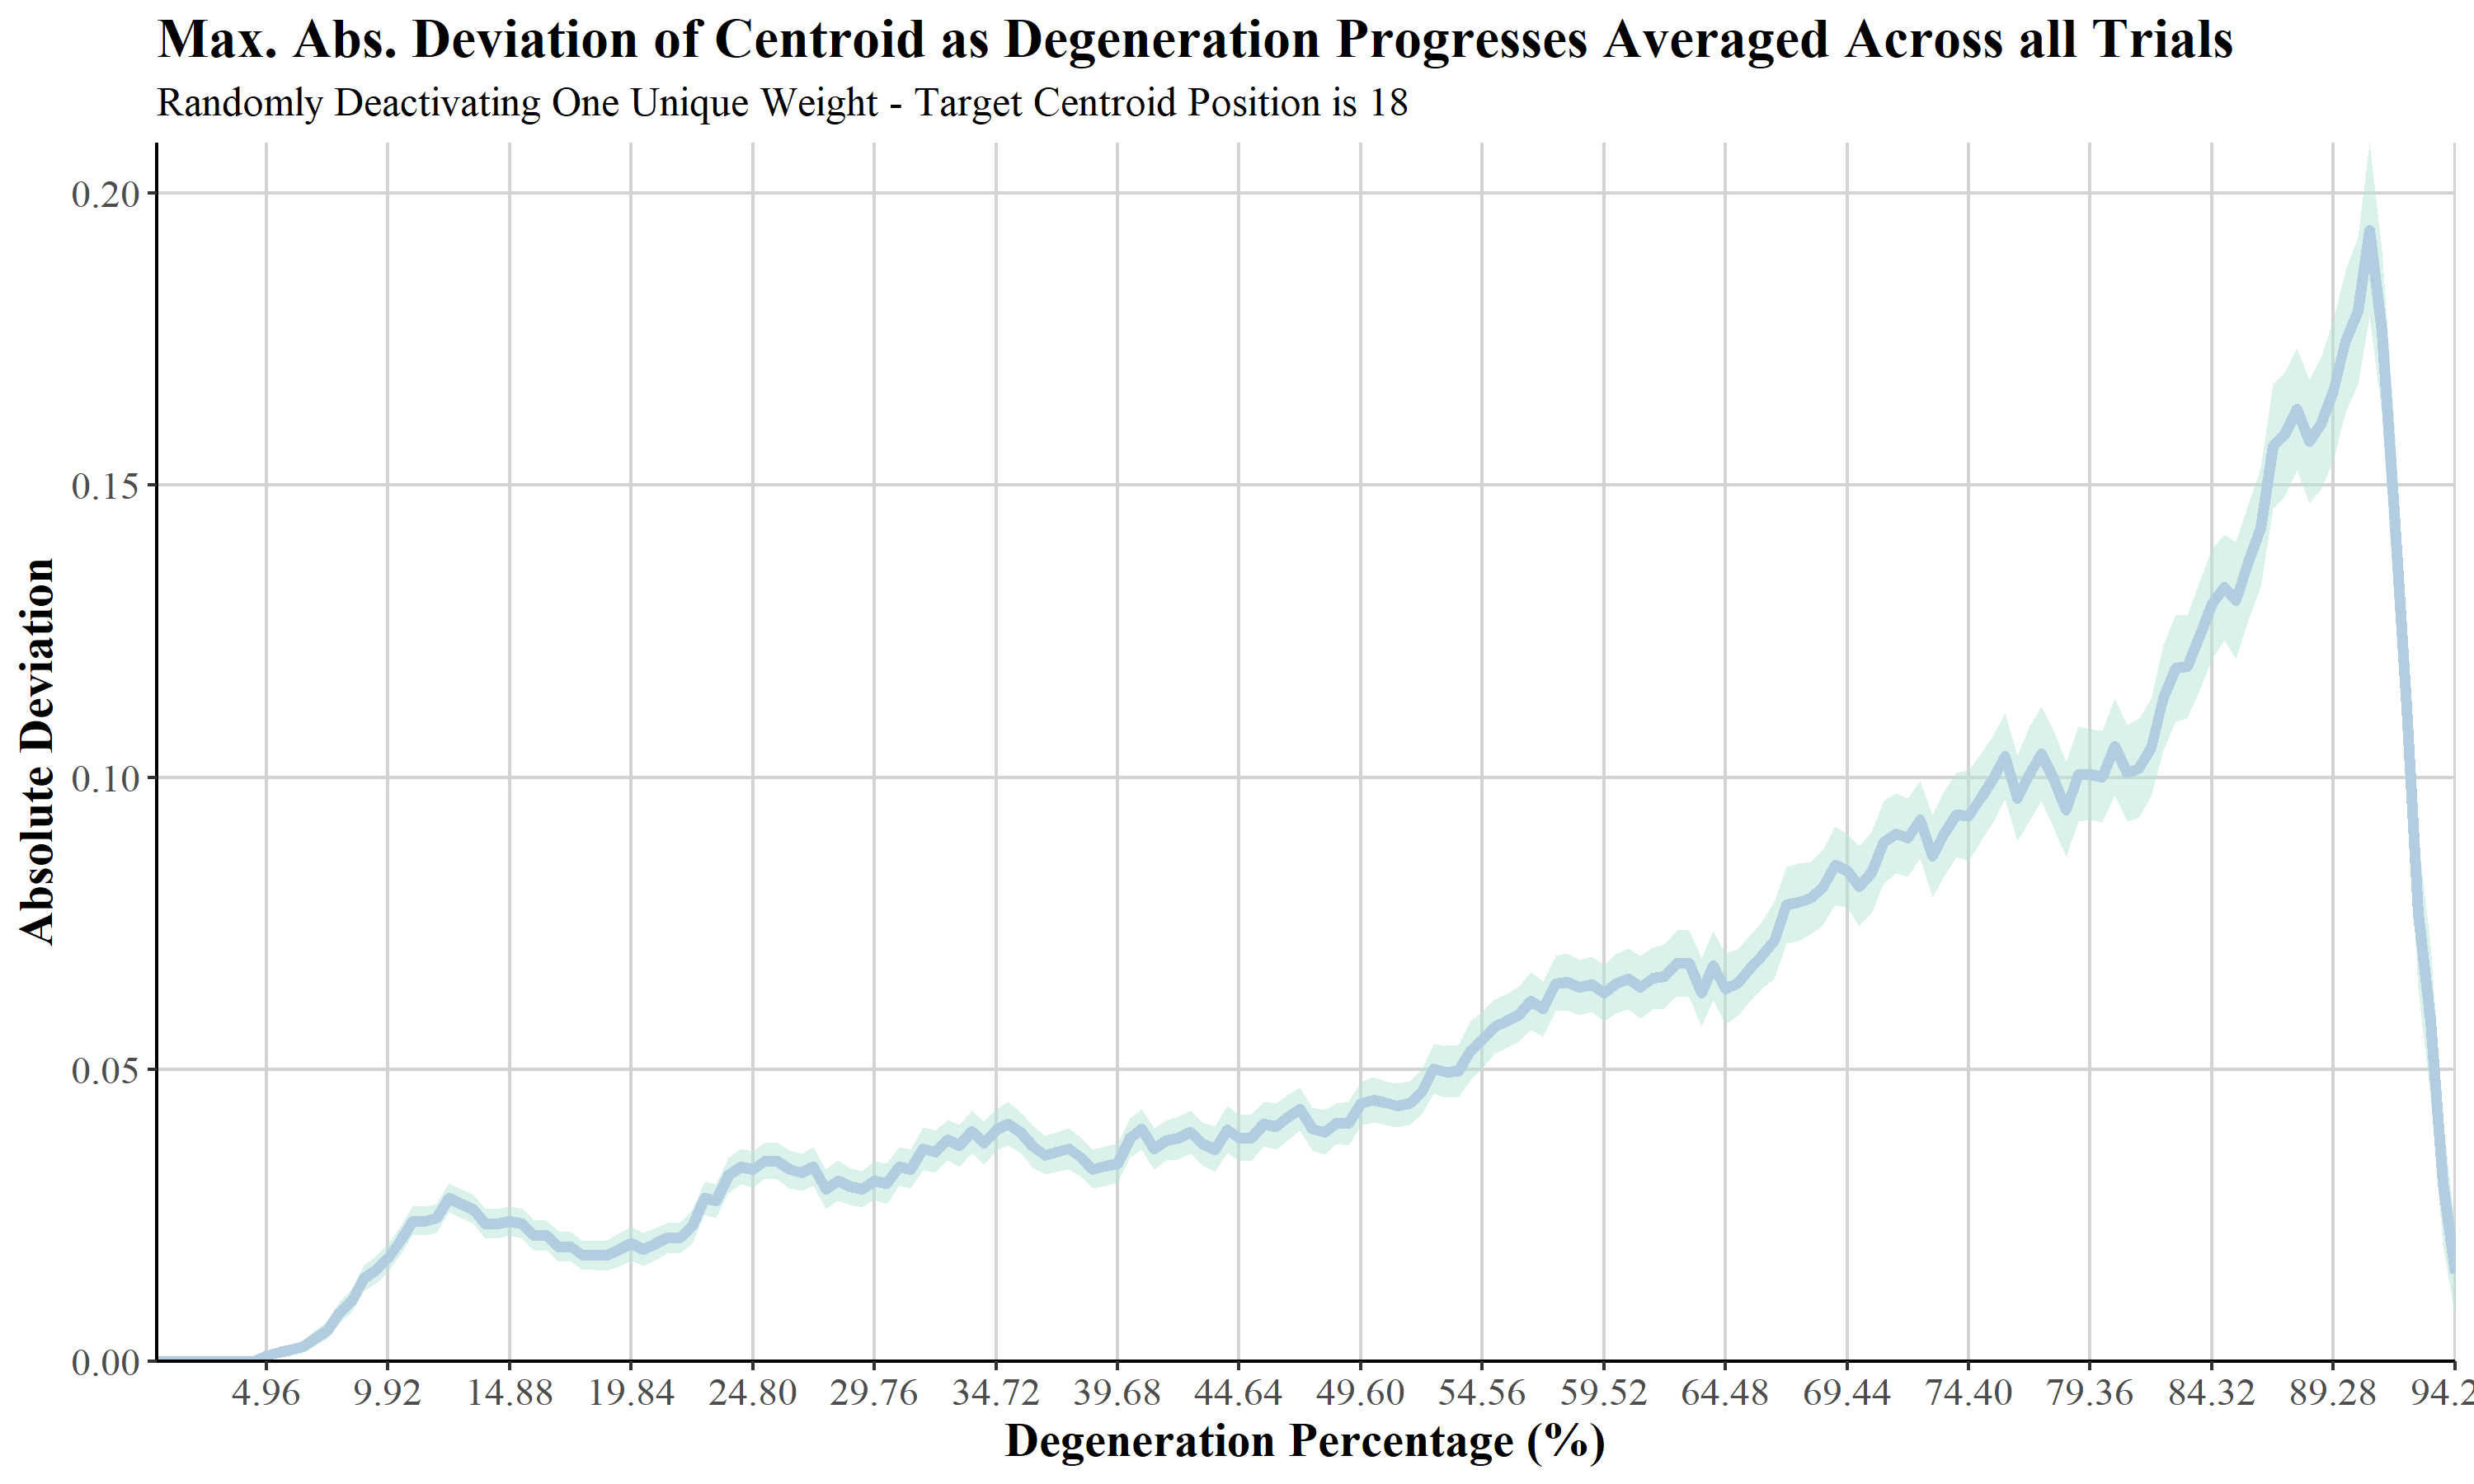 Max. Abs. Deviation of Centroid as Degeneration Progresses Averaged Across all Trials
Randomly Deactivating One Unique Weight - Target Centroid Position is 18
Absolute Deviation
0.20
0.15
0.10
0.05
0.00
4.96 9.92 14.88 19.84 24.80 29.76 34.72 39.68 44.64 49.60 54.56 59.52 64.48 69.44 74.40 79.36 84.32 89.28 94.2
Degeneration Percentage (%)